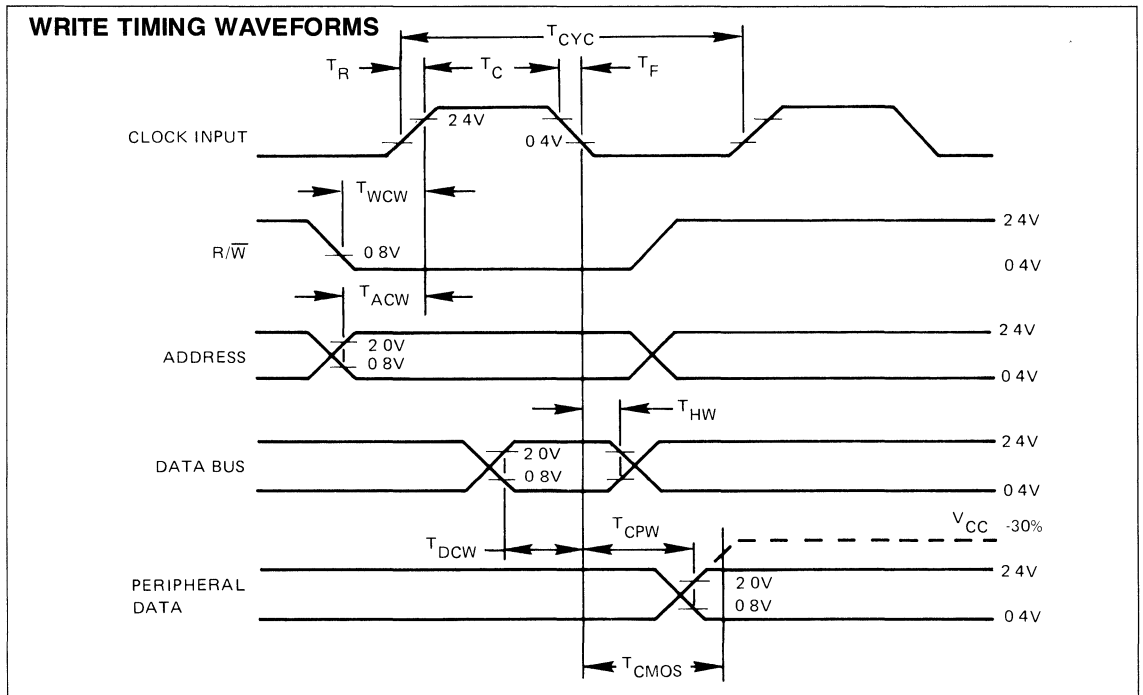 WRITE TIMING WAVEFORMS
T_CYC
T_R
T_C
T_F
CLOCK INPUT
2 4V
0 4V
T_WCW
R/W̅
0 8V
2 4V
0 4V
T_ACW
ADDRESS
2 0V
0 8V
2 4V
0 4V
T_HW
DATA BUS
2 0V
0 8V
2 4V
0 4V
V_CC -30%
T_DCW
T_CPW
PERIPHERAL
DATA
2 0V
0 8V
2 4V
0 4V
T_CMOS